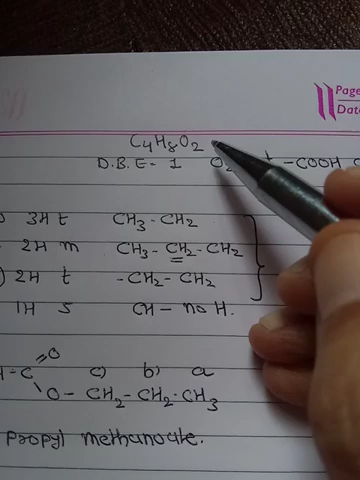 Page
Date
C₄H₈O₂
D.B.E- 1 O₂ -COOH
3H t CH₃-CH₂
2H m CH₃-CH₂-CH₂
2H t -CH₂-CH₂
1H S CH- no H.
H-C O
O-CH₂-CH₂-CH₃
c) b) a
propyl methanoate.